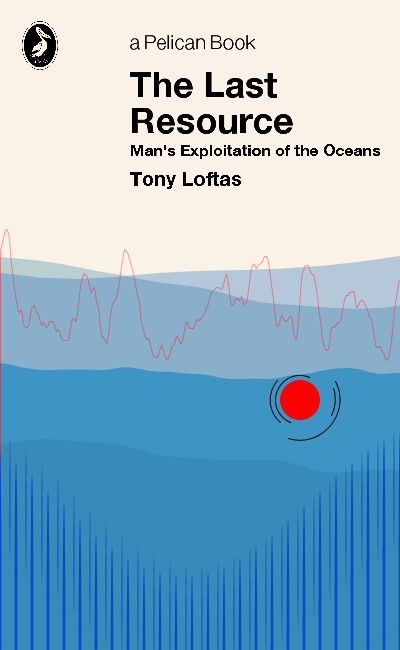 a Pelican Book
The Last
Resource
Man's Exploitation of the Oceans
Tony Loftas